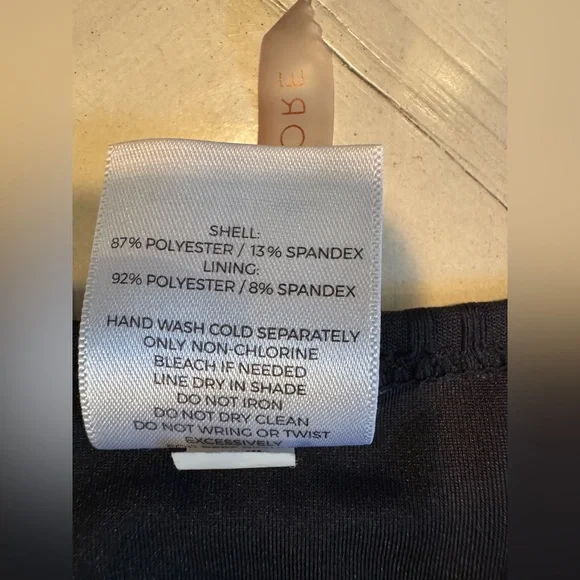 ORE
SHELL:
87% POLYESTER / 13% SPANDEX
LINING:
92% POLYESTER / 8% SPANDEX
HAND WASH COLD SEPARATELY
ONLY NON-CHLORINE
BLEACH IF NEEDED
LINE DRY IN SHADE
DO NOT IRON
DO NOT DRY CLEAN
DO NOT WRING OR TWIST
EXCESSIVELY